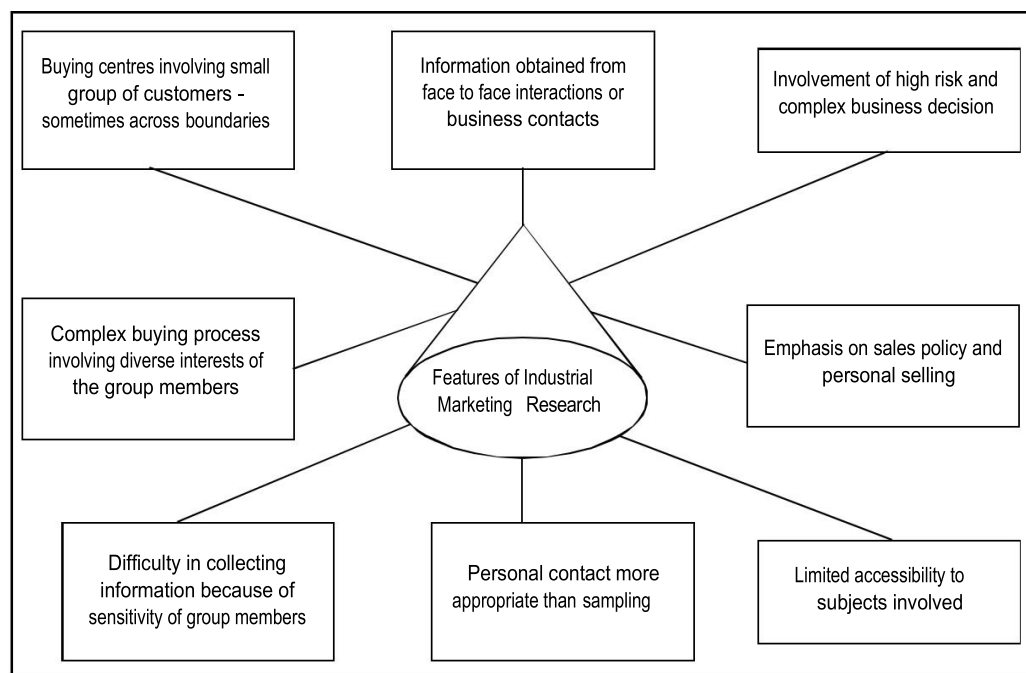 Buying centres involving small
group of customers -
sometimes across boundaries
Information obtained from
face to face interactions or
business contacts
Involvement of high risk and
complex business decision
Complex buying process
involving diverse interests of
the group members
Features of Industrial
Marketing Research
Emphasis on sales policy and
personal selling
Difficulty in collecting
information because of
sensitivity of group members
Personal contact more
appropriate than sampling
Limited accessibility to
subjects involved